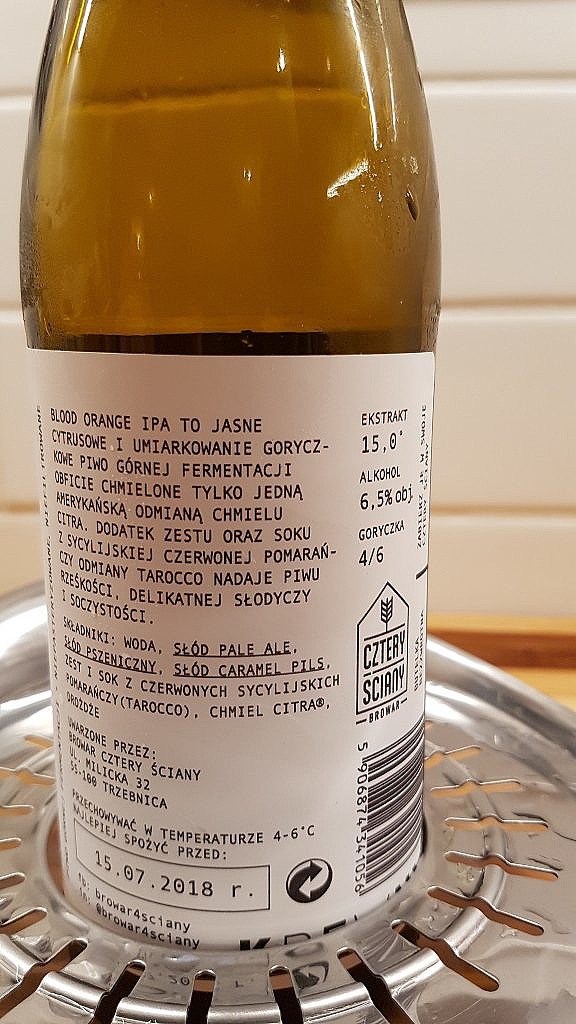 BLOOD ORANGE IPA TO JASNE
CYTRUSOWE I UMIARKOWANIE GORYCZ-
KOWE PIWO GÓRNEJ FERMENTACJI
OBFICIE CHMIELONE TYLKO JEDNĄ
AMERYKAŃSKĄ ODMIANĄ CHMIELU
CITRA. DODATEK ZESTU ORAZ SOKU
Z SYCYLIJSKIEJ CZERWONEJ POMARAŃ-
CZY ODMIANY TAROCCO NADAJE PIWU
RZEŚKOŚCI, DELIKATNEJ SŁODYCZY
I SOCZYSTOŚCI.
SKŁADNIKI: WODA, SŁÓD PALE ALE,
SŁÓD PSZENICZNY, SŁÓD CARAMEL PILS,
ZEST I SOK Z CZERWONYCH SYCYLIJSKICH
POMARAŃCZY(TAROCCO), CHMIEL CITRA®,
DROŻDŻE
UWARZONE PRZEZ:
BROWAR CZTERY ŚCIANY
UL. MILICKA 32
55-100 TRZEBNICA
PRZECHOWYWAĆ W TEMPERATURZE 4-6°C
NAJLEPIEJ SPOŻYĆ PRZED:
15.07.2018 r.
fb: browar4sciany
in: @browar4sciany
EKSTRAKT
15,0°
ALKOHOL
6,5% obj
GORYCZKA
4/6
CZTERY
ŚCIANY
BROWAR
5 906874 341056
NIEFILTROWANE